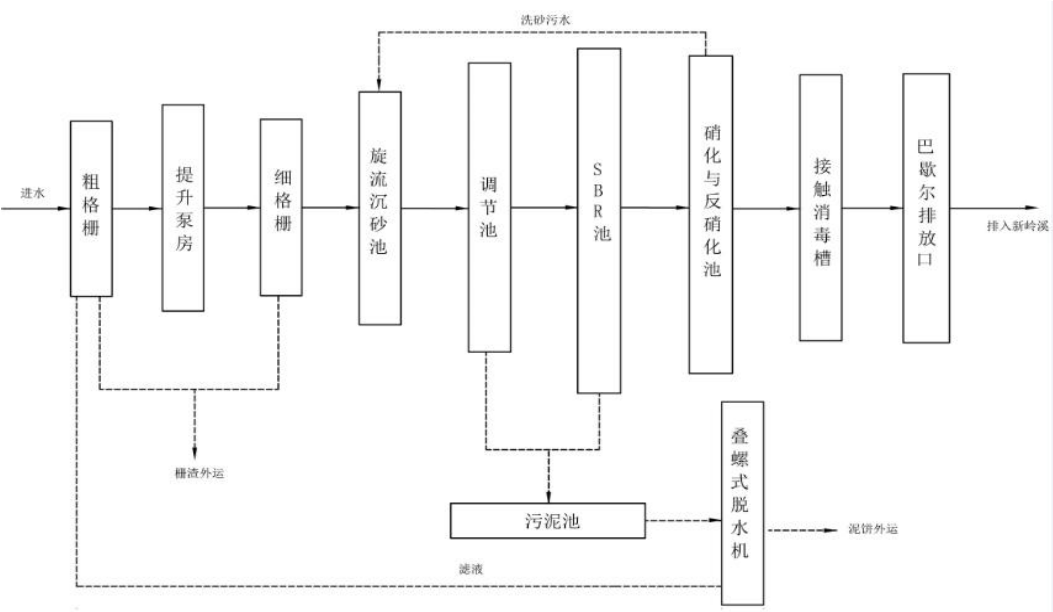 洗砂污水
进水
粗格栅
提升泵房
细格栅
旋流沉砂池
调节池
SBR池
硝化与反硝化池
接触消毒槽
巴歇尔排放口
排入新岭溪
栅渣外运
污泥池
叠螺式脱水机
泥饼外运
滤液